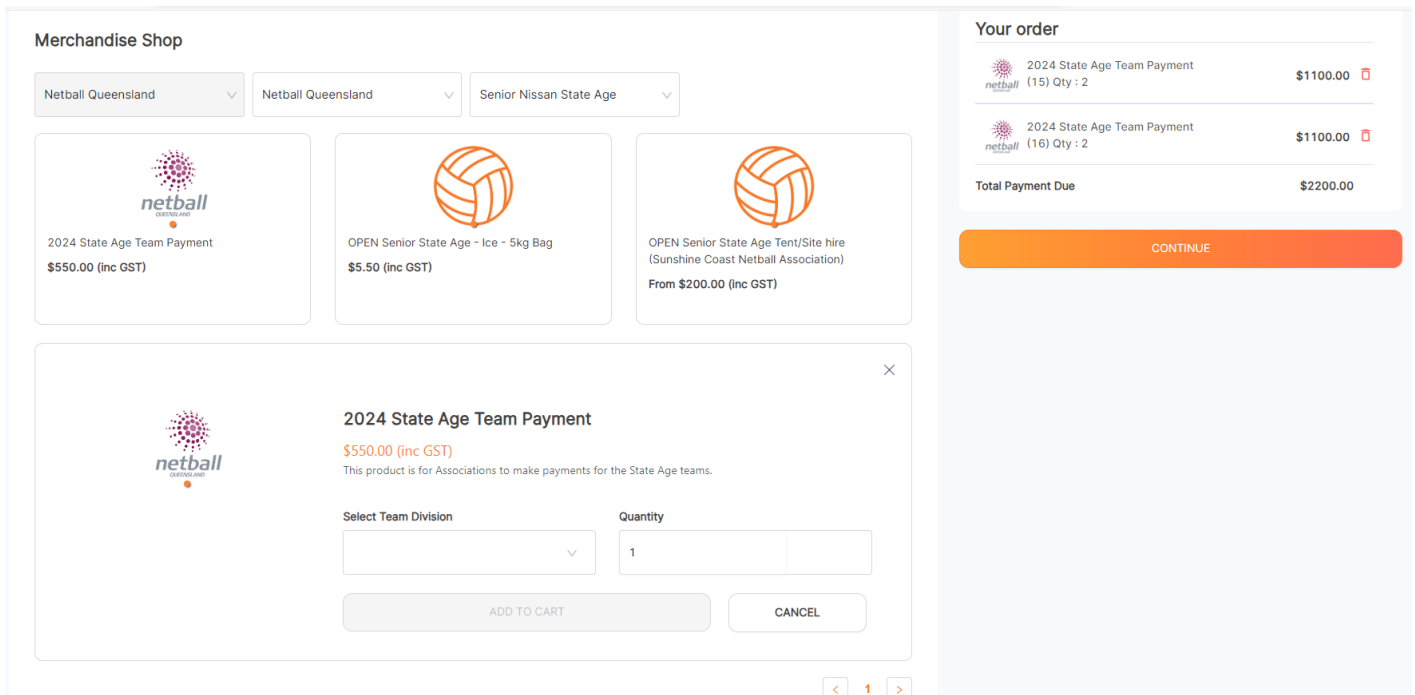 Merchandise Shop
Netball Queensland
Netball Queensland
Senior Nissan State Age
netball
QUEENSLAND
2024 State Age Team Payment
$550.00 (inc GST)
OPEN Senior State Age - Ice - 5kg Bag
$5.50 (inc GST)
OPEN Senior State Age Tent/Site hire
(Sunshine Coast Netball Association)
From $200.00 (inc GST)
netball
QUEENSLAND
2024 State Age Team Payment
$550.00 (inc GST)
This product is for Associations to make payments for the State Age teams.
Select Team Division
Quantity
1
ADD TO CART
CANCEL
< 1 >
Your order
netball
2024 State Age Team Payment
(15) Qty : 2
$1100.00
netball
2024 State Age Team Payment
(16) Qty : 2
$1100.00
Total Payment Due
$2200.00
CONTINUE